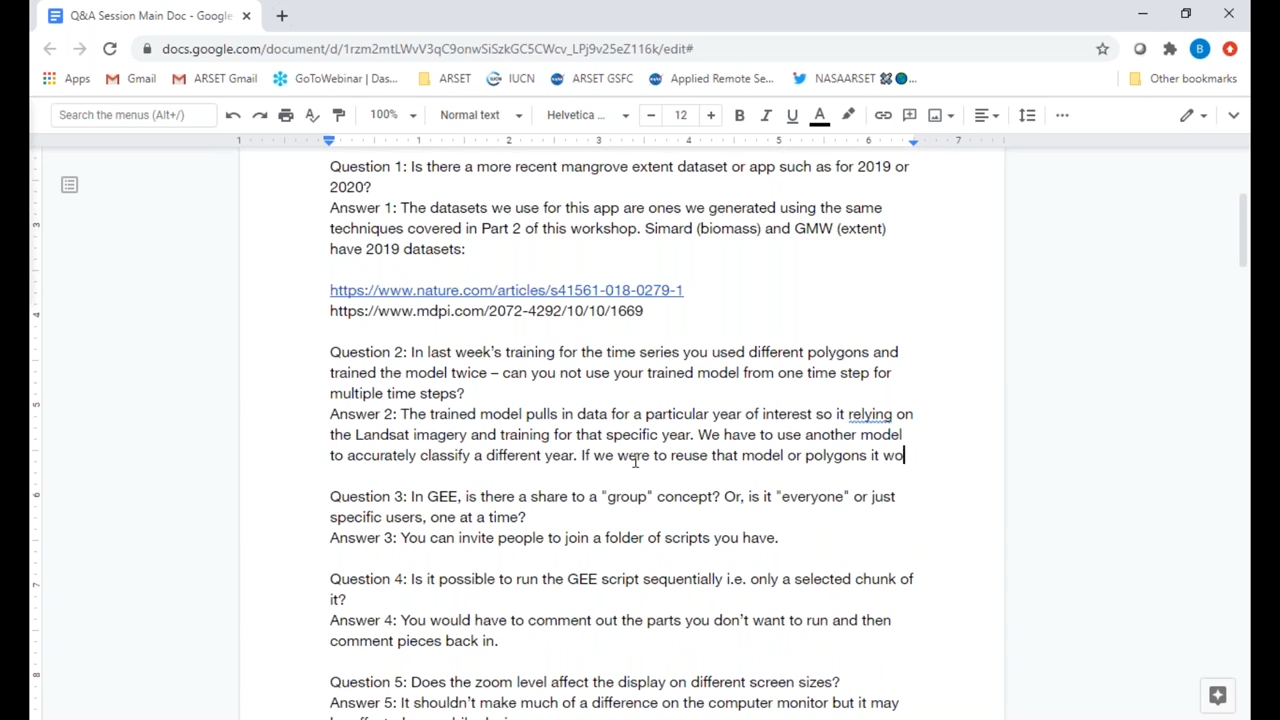 Q&A Session Main Doc - Google
docs.google.com/document/d/1rzm2mtLWvV3qC9onwSiSzkGC5CWcv_LPj9v25eZ116k/edit#
B
Apps Gmail ARSET Gmail GoToWebinar | Das... ARSET IUCN ARSET GSFC Applied Remote Se... NASAARSET ... Other bookmarks
Search the menus (Alt+/) 100% Normal text Helvetica ... 12 B I U A
1 1 2 3 4 5 6 7
Question 1: Is there a more recent mangrove extent dataset or app such as for 2019 or
2020?
Answer 1: The datasets we use for this app are ones we generated using the same
techniques covered in Part 2 of this workshop. Simard (biomass) and GMW (extent)
have 2019 datasets:
https://www.nature.com/articles/s41561-018-0279-1
https://www.mdpi.com/2072-4292/10/10/1669
Question 2: In last week’s training for the time series you used different polygons and
trained the model twice – can you not use your trained model from one time step for
multiple time steps?
Answer 2: The trained model pulls in data for a particular year of interest so it relying on
the Landsat imagery and training for that specific year. We have to use another model
to accurately classify a different year. If we were to reuse that model or polygons it wo
Question 3: In GEE, is there a share to a "group" concept? Or, is it "everyone" or just
specific users, one at a time?
Answer 3: You can invite people to join a folder of scripts you have.
Question 4: Is it possible to run the GEE script sequentially i.e. only a selected chunk of
it?
Answer 4: You would have to comment out the parts you don’t want to run and then
comment pieces back in.
Question 5: Does the zoom level affect the display on different screen sizes?
Answer 5: It shouldn’t make much of a difference on the computer monitor but it may
3
4
5
6
7
8